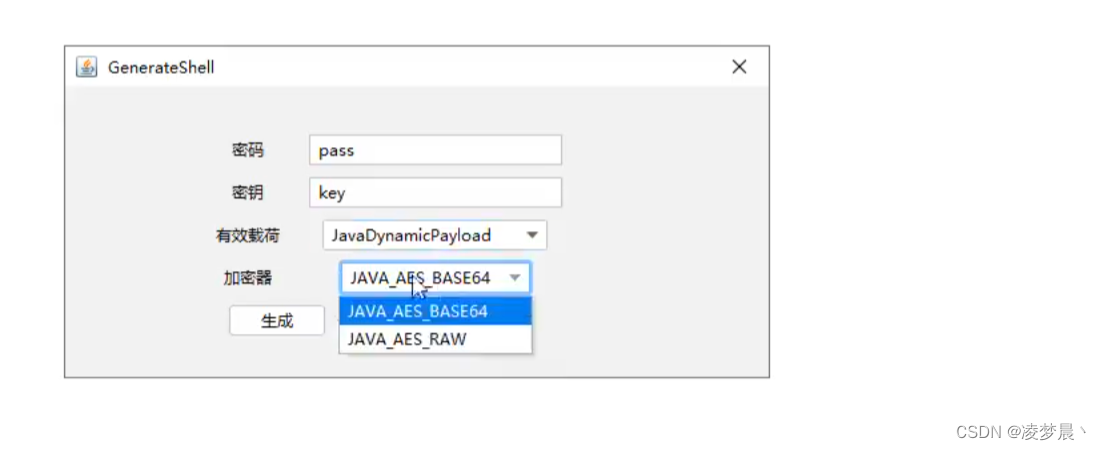 GenerateShell
密码 pass
密钥 key
有效载荷 JavaDynamicPayload
加密器 JAVA_AES_BASE64
JAVA_AES_BASE64
生成
JAVA_AES_RAW
CSDN @凌梦晨丶